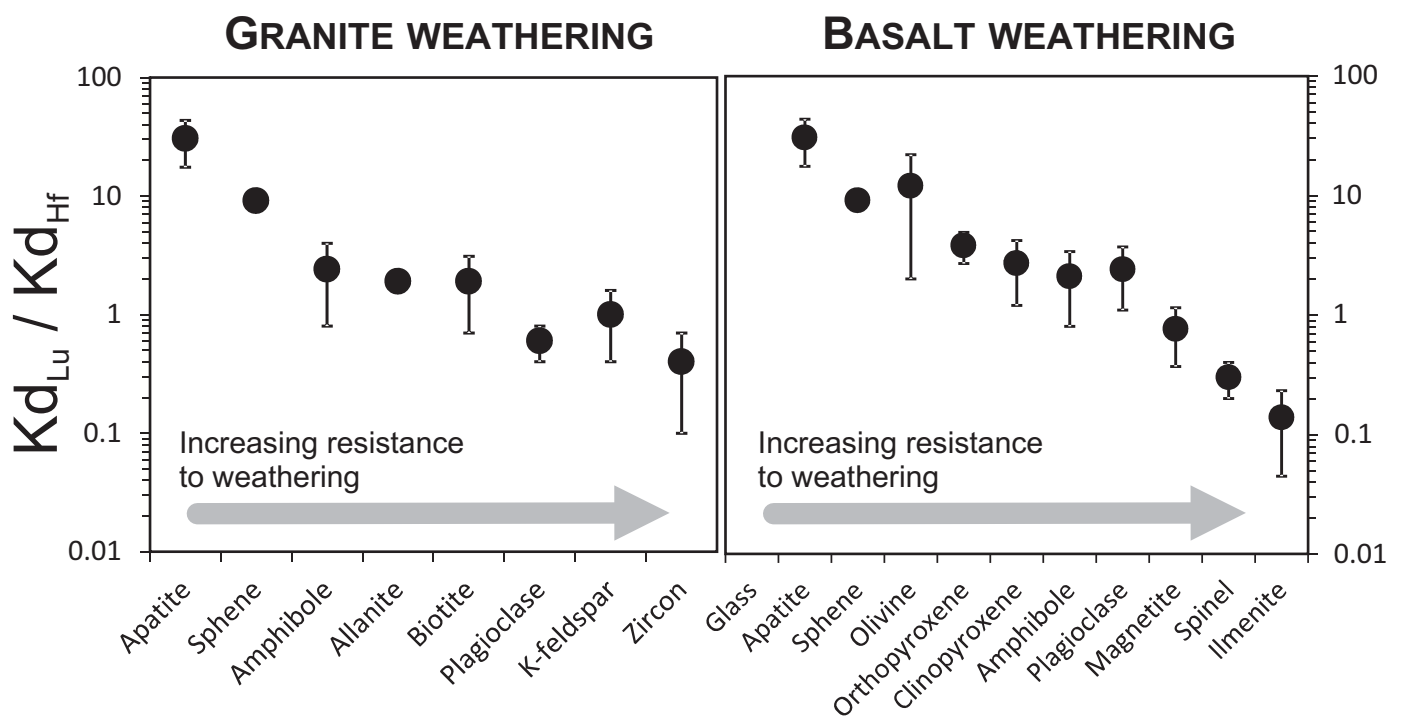 GRANITE WEATHERING
BASALT WEATHERING
Kd_Lu / Kd_Hf
100
10
1
0.1
0.01
Increasing resistance
to weathering
Apatite
Sphene
Amphibole
Allanite
Biotite
Plagioclase
K-feldspar
Zircon
Increasing resistance
to weathering
Glass
Apatite
Sphene
Olivine
Orthopyroxene
Clinopyroxene
Amphibole
Plagioclase
Magnetite
Spinel
Ilmenite
100
10
1
0.1
0.01